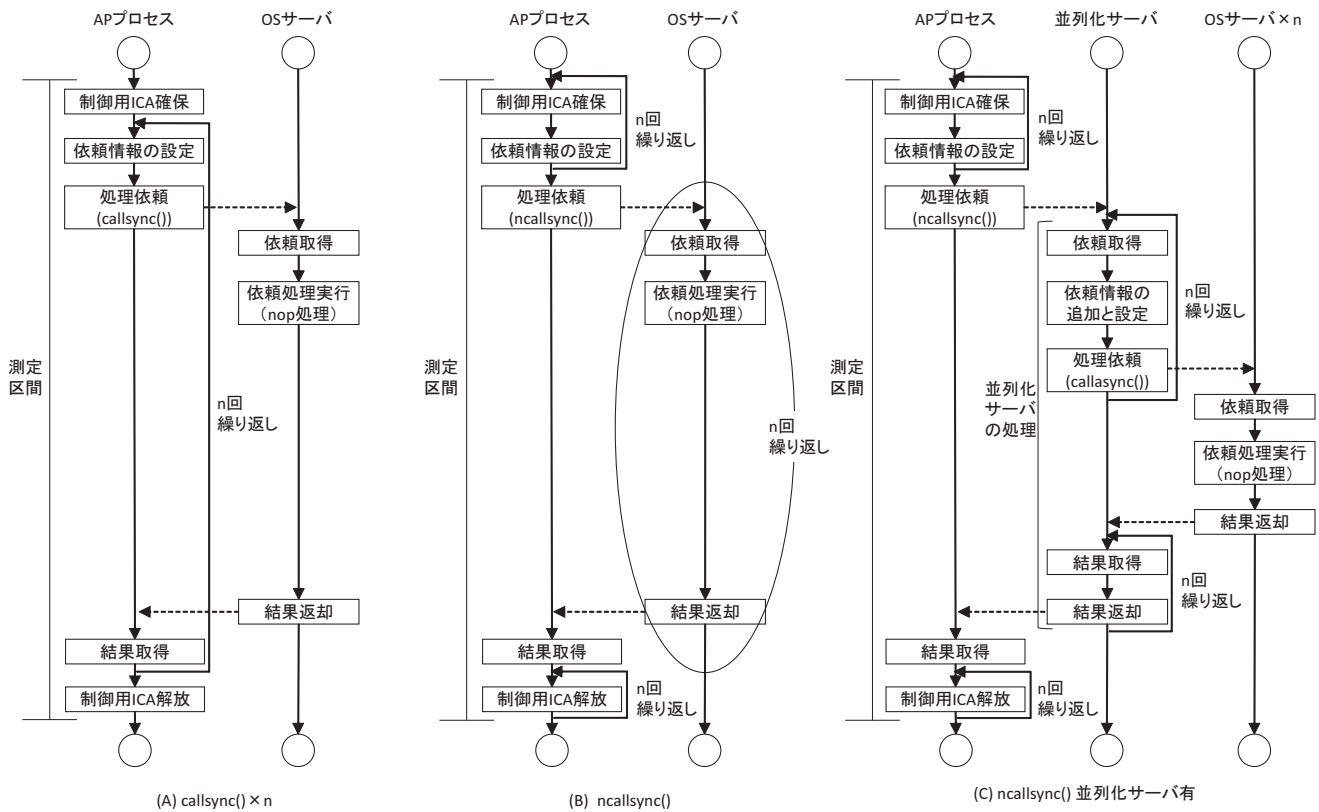 APプロセス
OSサーバ
制御用ICA確保
依頼情報の設定
処理依頼
(callsync())
依頼取得
依頼処理実行
(nop処理)
測定
区間
n回
繰り返し
結果返却
結果取得
制御用ICA解放
(A) callsync()×n
APプロセス
OSサーバ
制御用ICA確保
n回
繰り返し
依頼情報の設定
処理依頼
(ncallsync())
依頼取得
依頼処理実行
(nop処理)
測定
区間
n回
繰り返し
結果返却
結果取得
制御用ICA解放
n回
繰り返し
(B) ncallsync()
APプロセス
並列化サーバ
OSサーバ×n
制御用ICA確保
n回
繰り返し
依頼情報の設定
処理依頼
(ncallsync())
依頼取得
依頼情報の
追加と設定
n回
繰り返し
処理依頼
(callasync())
測定
区間
並列化
サーバ
の処理
依頼取得
依頼処理実行
(nop処理)
結果返却
結果取得
n回
繰り返し
結果返却
結果取得
制御用ICA解放
n回
繰り返し
(C) ncallsync() 並列化サーバ有